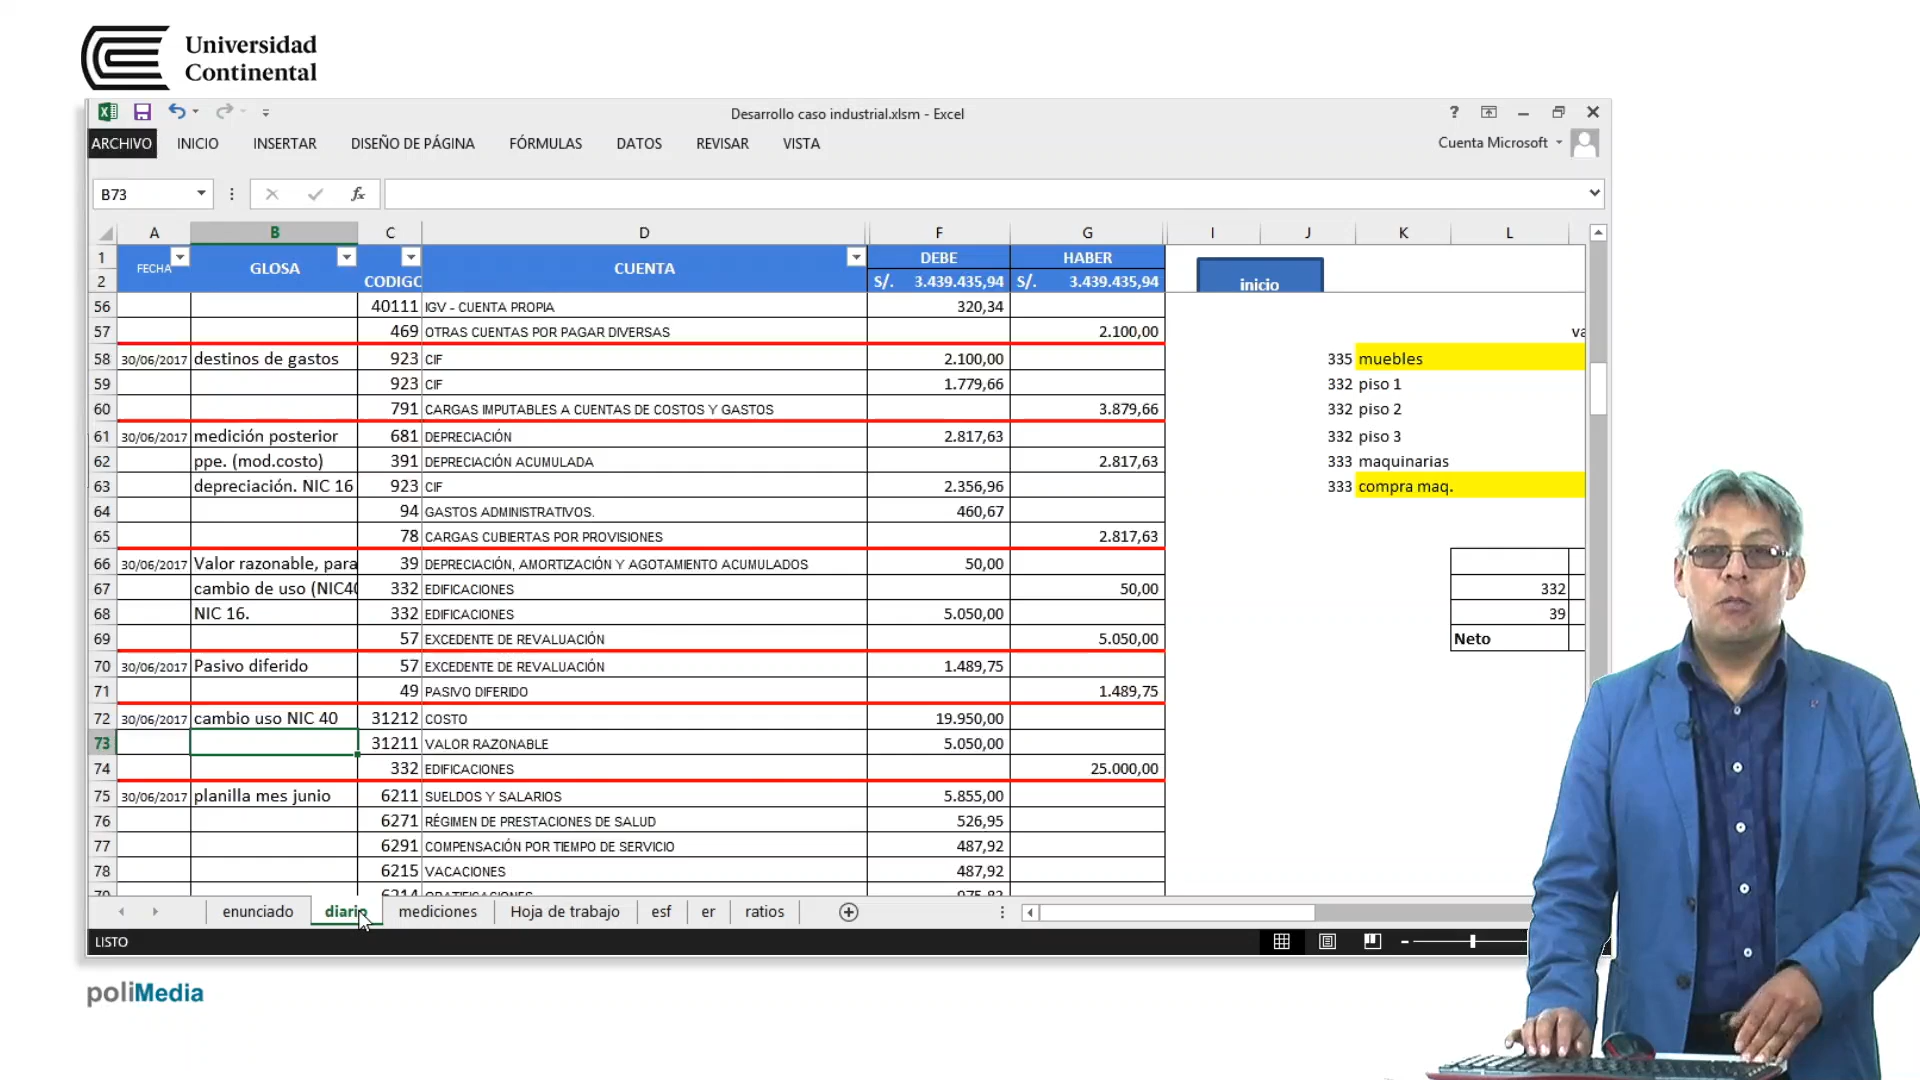 Universidad
Continental
Desarrollo caso industrial.xlsm - Excel
ARCHIVO INICIO INSERTAR DISEÑO DE PÁGINA FÓRMULAS DATOS REVISAR VISTA Cuenta Microsoft
B73 fx
A B C D F G I J K L
1 FECHA GLOSA CUENTA DEBE HABER
2 CODIGO S/. 3.439.435,94 S/. 3.439.435,94 inicio
56 40111 IGV - CUENTA PROPIA 320,34
57 469 OTRAS CUENTAS POR PAGAR DIVERSAS 2.100,00 va
58 30/06/2017 destinos de gastos 923 CIF 2.100,00 335 muebles
59 923 CIF 1.779,66 332 piso 1
60 791 CARGAS IMPUTABLES A CUENTAS DE COSTOS Y GASTOS 3.879,66 332 piso 2
61 30/06/2017 medición posterior 681 DEPRECIACIÓN 2.817,63 332 piso 3
62 ppe. (mod.costo) 391 DEPRECIACIÓN ACUMULADA 2.817,63 333 maquinarias
63 depreciación. NIC 16 923 CIF 2.356,96 333 compra maq.
64 94 GASTOS ADMINISTRATIVOS. 460,67
65 78 CARGAS CUBIERTAS POR PROVISIONES 2.817,63
66 30/06/2017 Valor razonable, para 39 DEPRECIACIÓN, AMORTIZACIÓN Y AGOTAMIENTO ACUMULADOS 50,00
67 cambio de uso (NIC40 332 EDIFICACIONES 50,00 332
68 NIC 16. 332 EDIFICACIONES 5.050,00 39
69 57 EXCEDENTE DE REVALUACIÓN 5.050,00 Neto
70 30/06/2017 Pasivo diferido 57 EXCEDENTE DE REVALUACIÓN 1.489,75
71 49 PASIVO DIFERIDO 1.489,75
72 30/06/2017 cambio uso NIC 40 31212 COSTO 19.950,00
73 31211 VALOR RAZONABLE 5.050,00
74 332 EDIFICACIONES 25.000,00
75 30/06/2017 planilla mes junio 6211 SUELDOS Y SALARIOS 5.855,00
76 6271 RÉGIMEN DE PRESTACIONES DE SALUD 526,95
77 6291 COMPENSACIÓN POR TIEMPO DE SERVICIO 487,92
78 6215 VACACIONES 487,92
79 6214 GRATIFICACIONES 975,83
enunciado diario mediciones Hoja de trabajo esf er ratios
LISTO
poliMedia